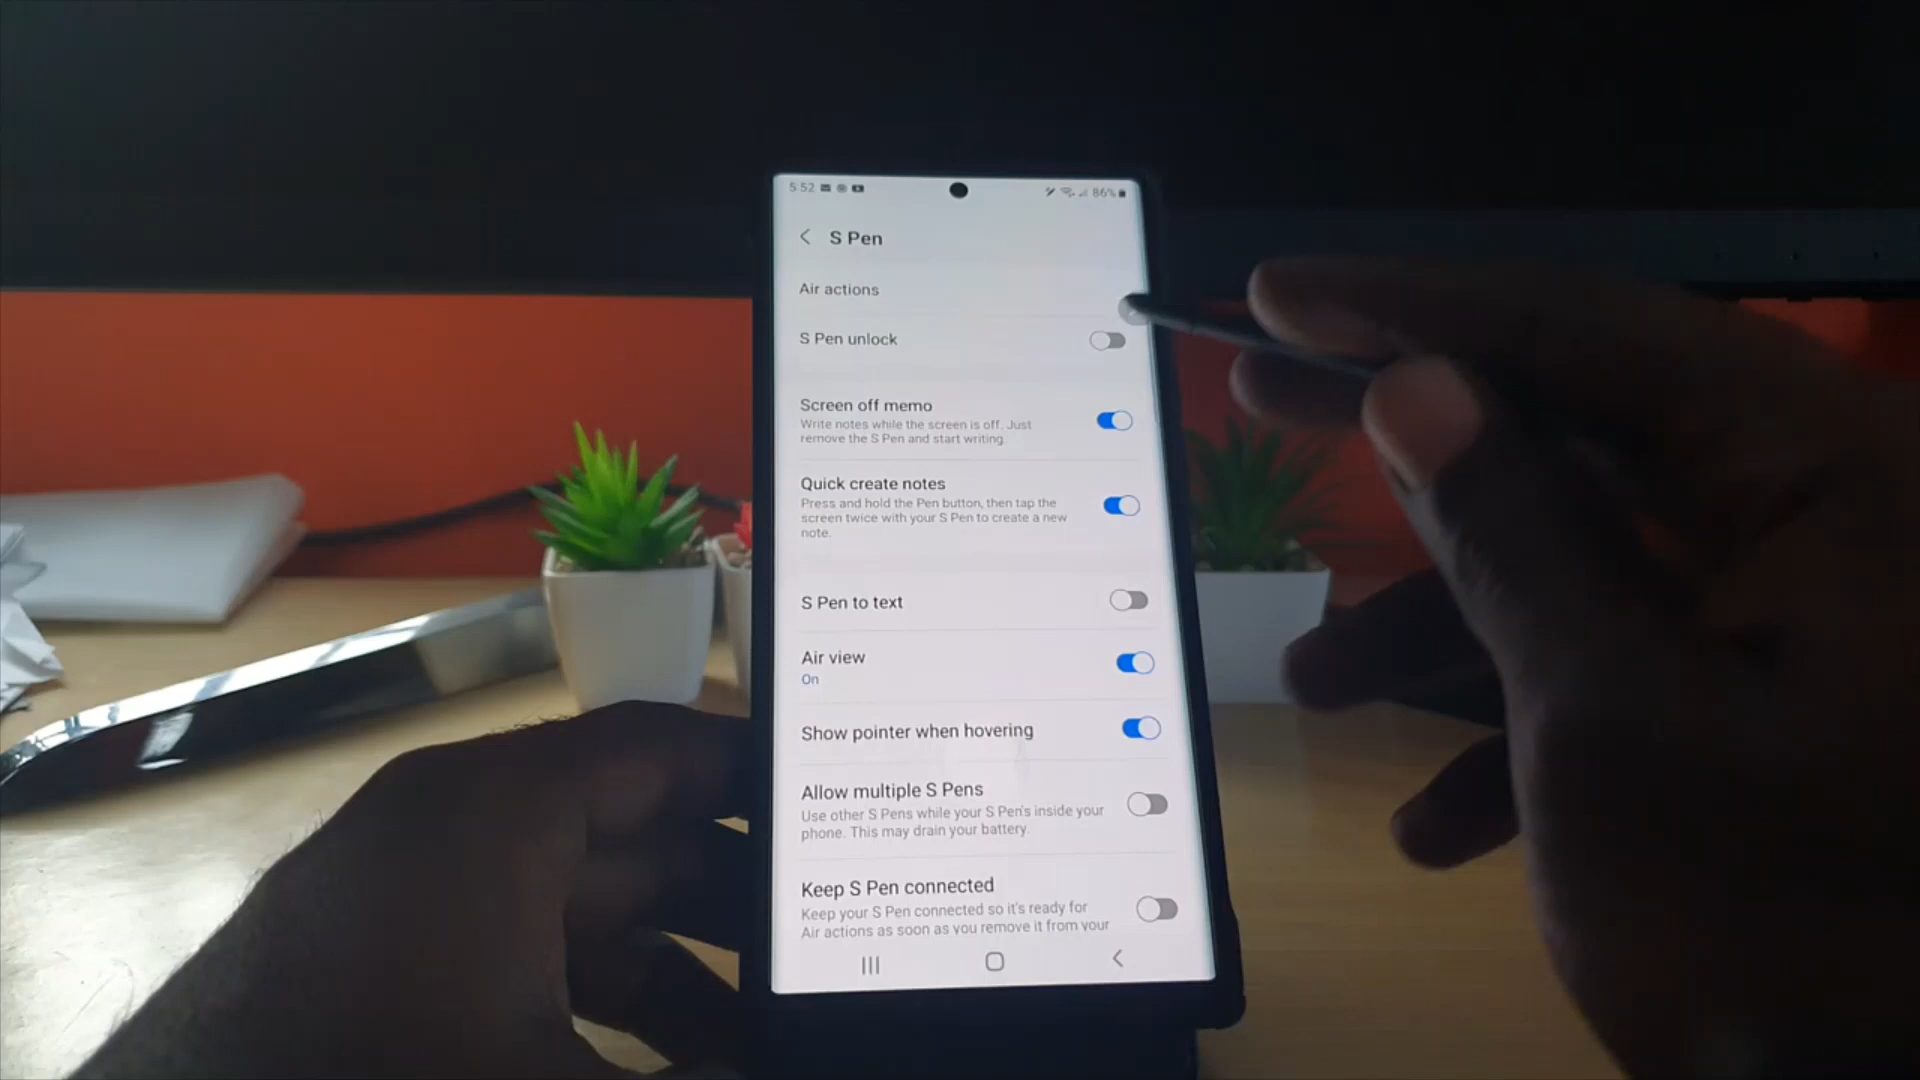 5:52
86%
S Pen
Air actions
S Pen unlock
Screen off memo
Write notes while the screen is off. Just
remove the S Pen and start writing.
Quick create notes
Press and hold the Pen button, then tap the
screen twice with your S Pen to create a new
note.
S Pen to text
Air view
On
Show pointer when hovering
Allow multiple S Pens
Use other S Pens while your S Pen's inside your
phone. This may drain your battery.
Keep S Pen connected
Keep your S Pen connected so it's ready for
Air actions as soon as you remove it from your